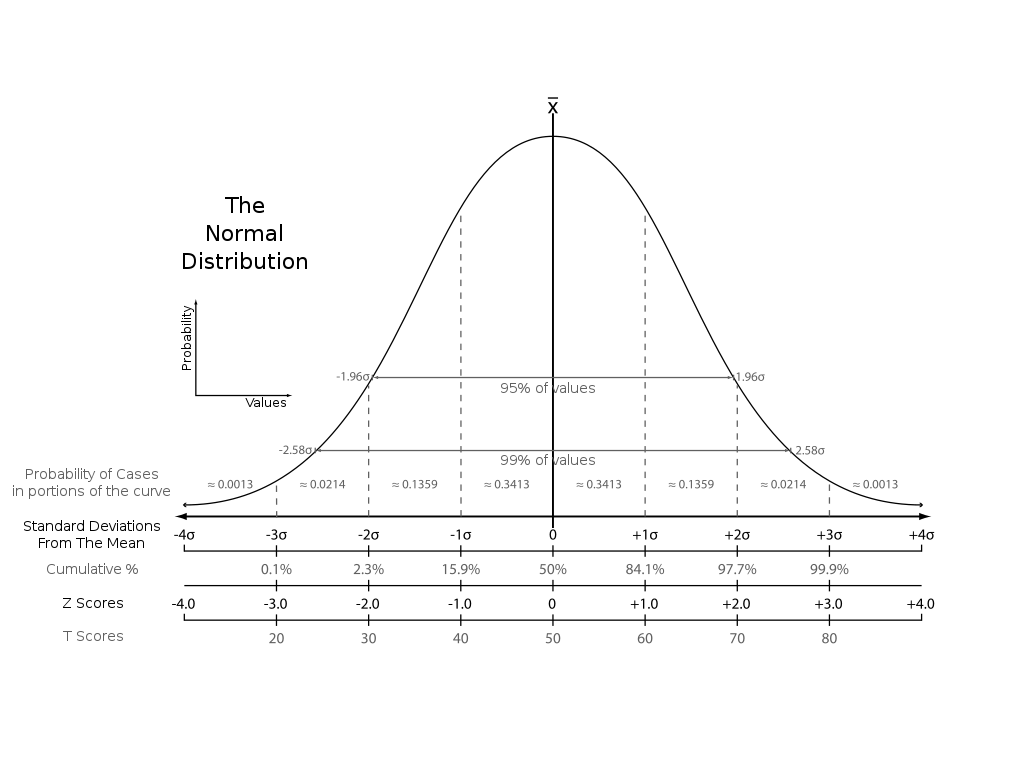 x̄
The
Normal
Distribution
Probability
Values
-1.96σ 1.96σ
95% of values
-2.58σ 2.58σ
99% of values
Probability of Cases
in portions of the curve
≈ 0.0013 ≈ 0.0214 ≈ 0.1359 ≈ 0.3413 ≈ 0.3413 ≈ 0.1359 ≈ 0.0214 ≈ 0.0013
Standard Deviations
From The Mean
-4σ -3σ -2σ -1σ 0 +1σ +2σ +3σ +4σ
Cumulative % 0.1% 2.3% 15.9% 50% 84.1% 97.7% 99.9%
Z Scores -4.0 -3.0 -2.0 -1.0 0 +1.0 +2.0 +3.0 +4.0
T Scores 20 30 40 50 60 70 80